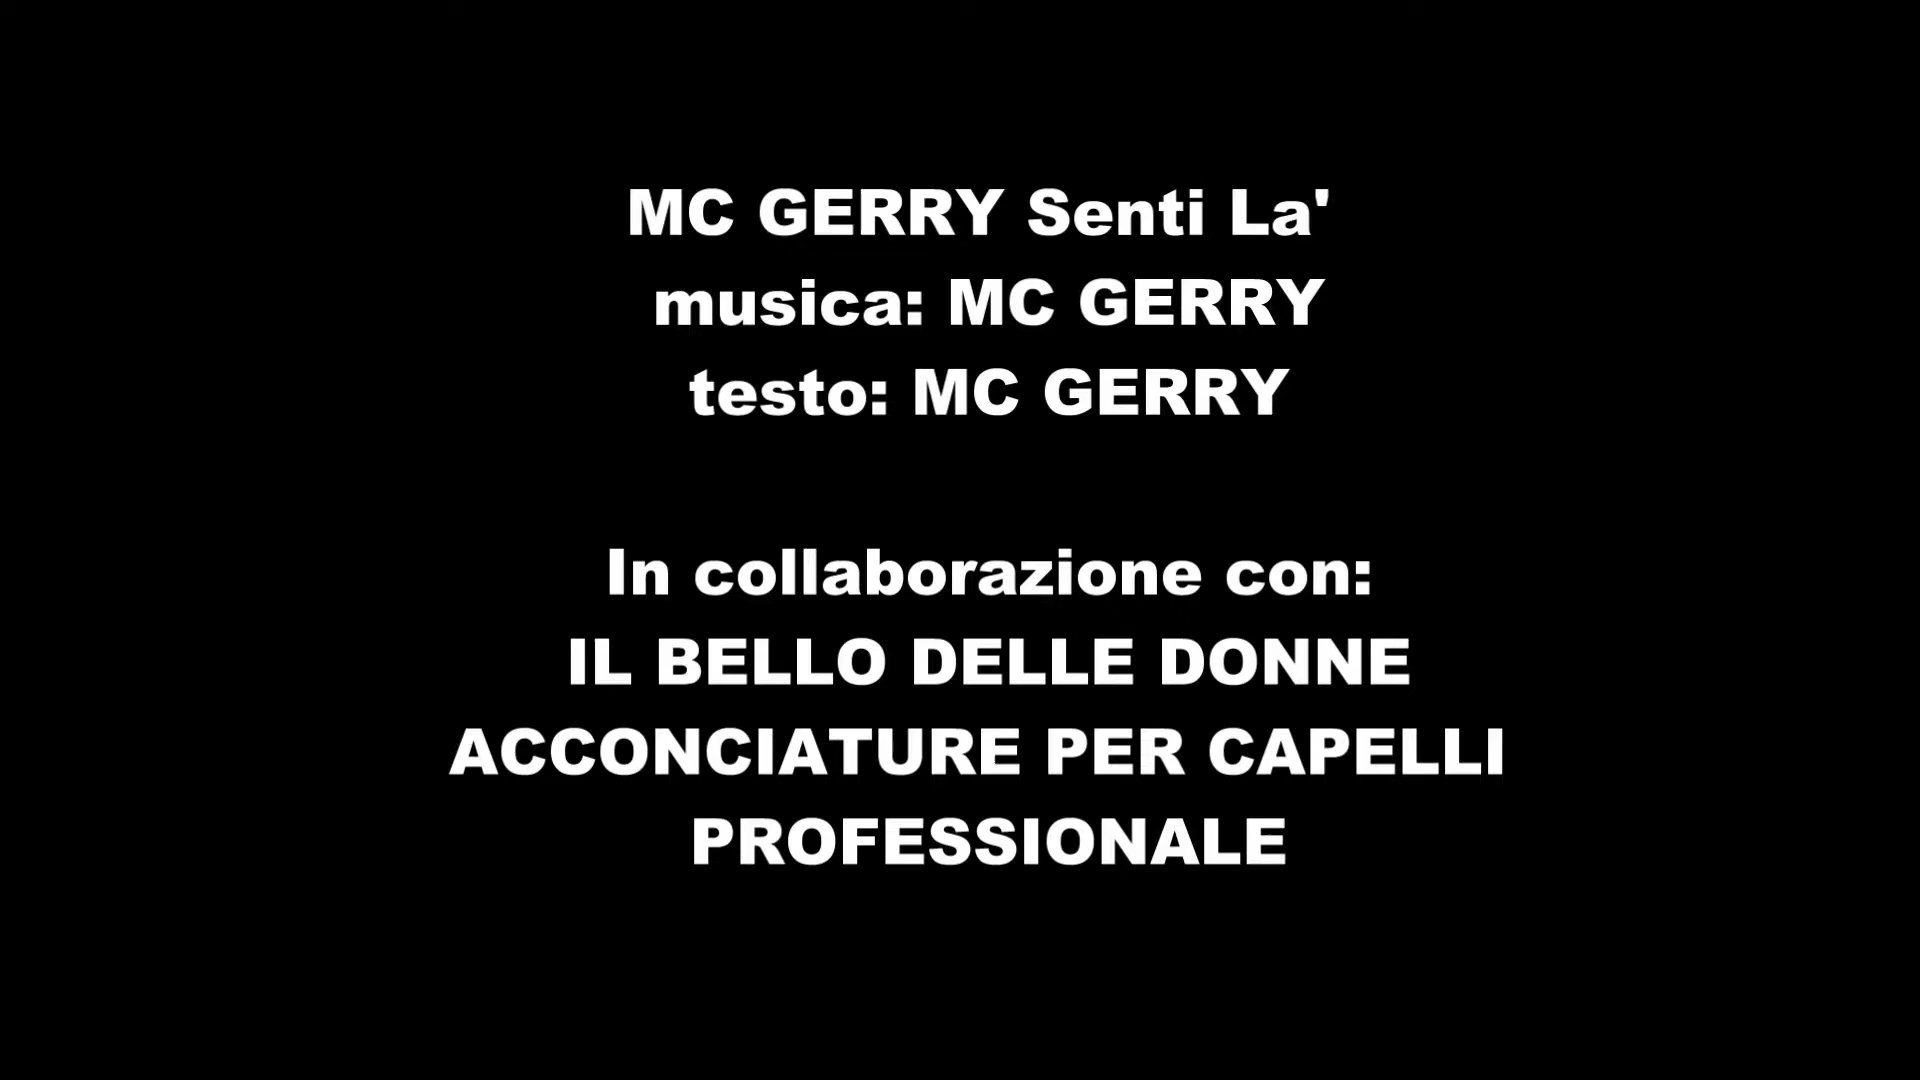 MC GERRY Senti La'
musica: MC GERRY
testo: MC GERRY
In collaborazione con:
IL BELLO DELLE DONNE
ACCONCIATURE PER CAPELLI
PROFESSIONALE